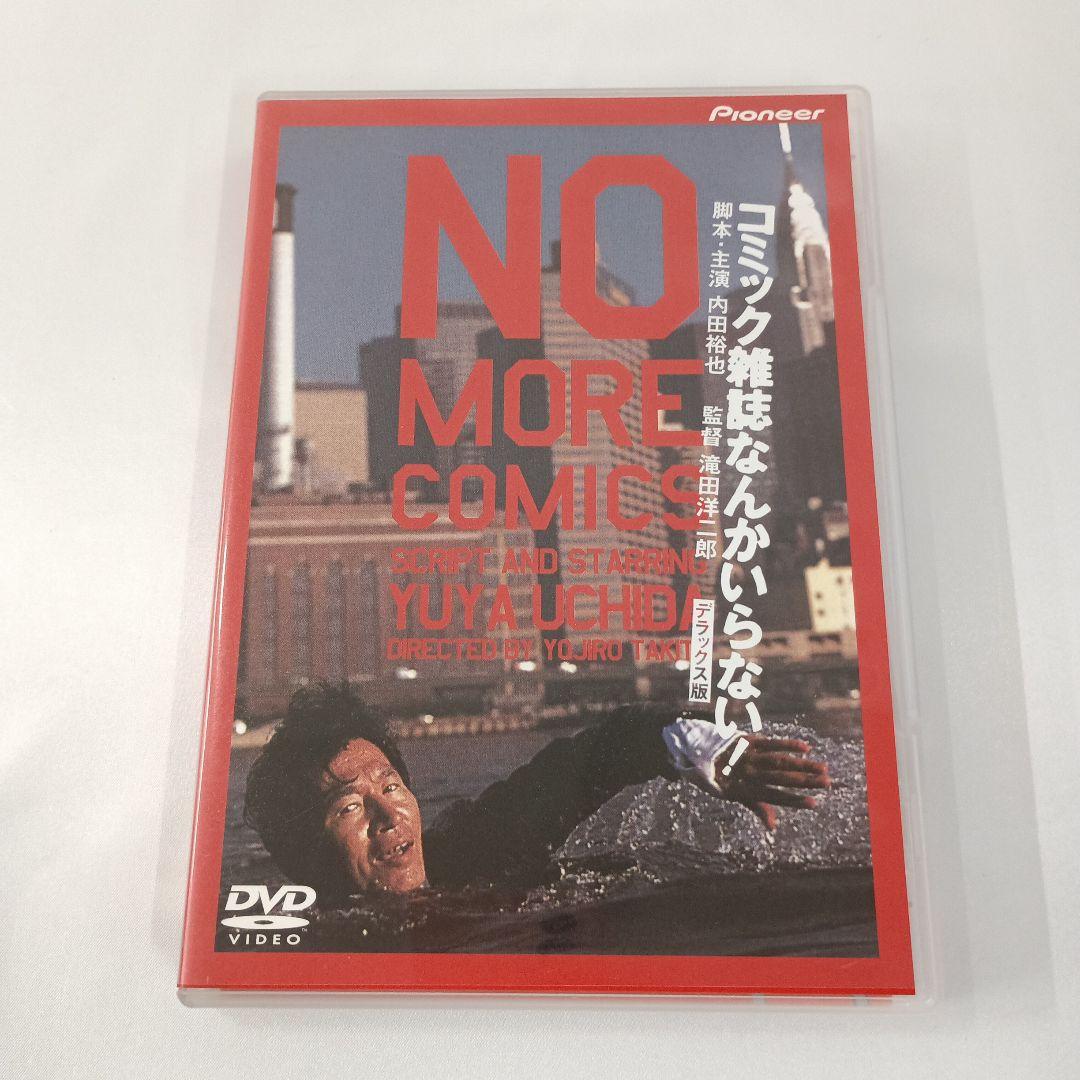 Pioneer
NO
MORE
COMICS
SCRIPT AND STARRING
YUYA UCHIDA
DIRECTED BY YOJIRO TAKIT
コミック雑誌なんかいらない!
脚本・主演 内田裕也 監督 滝田洋二郎
デラックス版
DVD
VIDEO